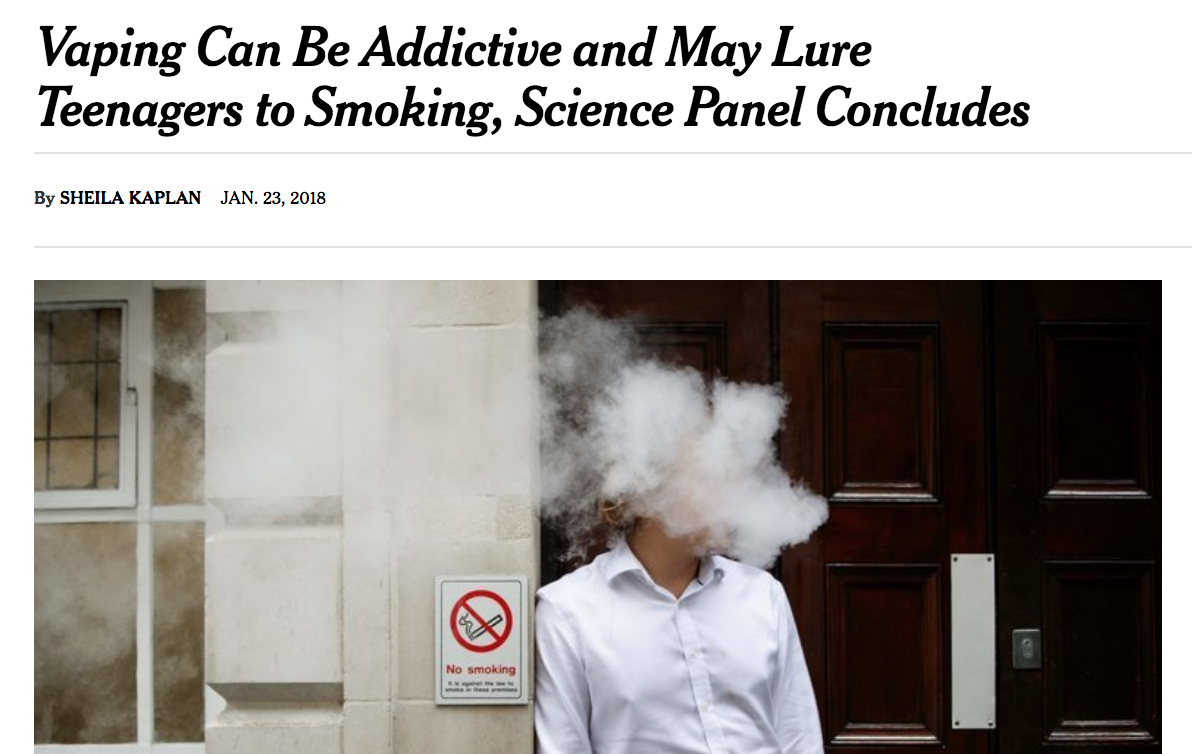 Vaping Can Be Addictive and May Lure
Teenagers to Smoking, Science Panel Concludes
By SHEILA KAPLAN JAN. 23, 2018
No smoking
It is against the law to
smoke in these premises